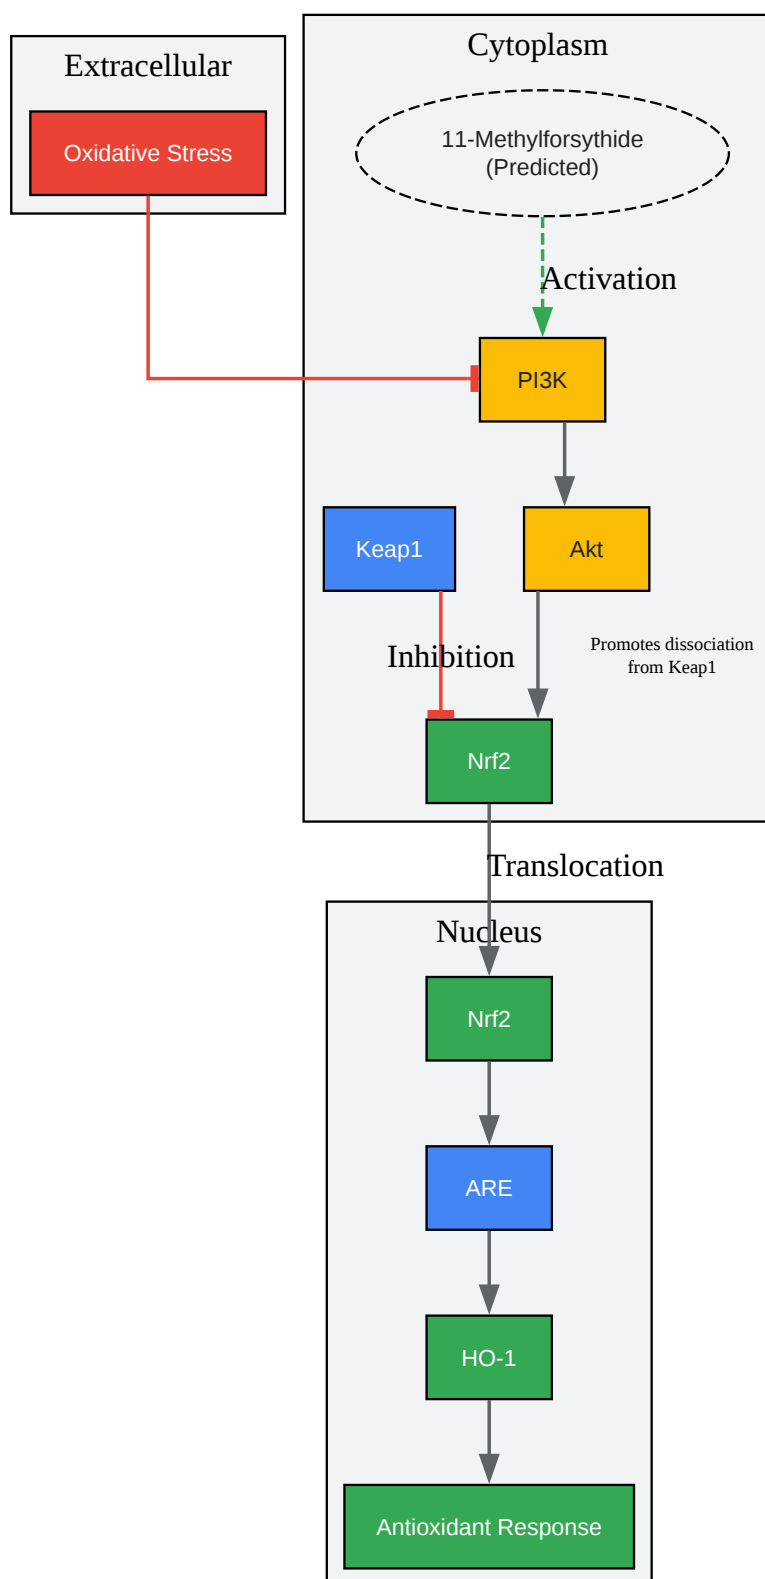 Extracellular
Oxidative Stress
Cytoplasm
11-Methylforsythide
(Predicted)
Activation
PI3K
Keap1
Akt
Inhibition
Promotes dissociation
from Keap1
Nrf2
Translocation
Nucleus
Nrf2
ARE
HO-1
Antioxidant Response